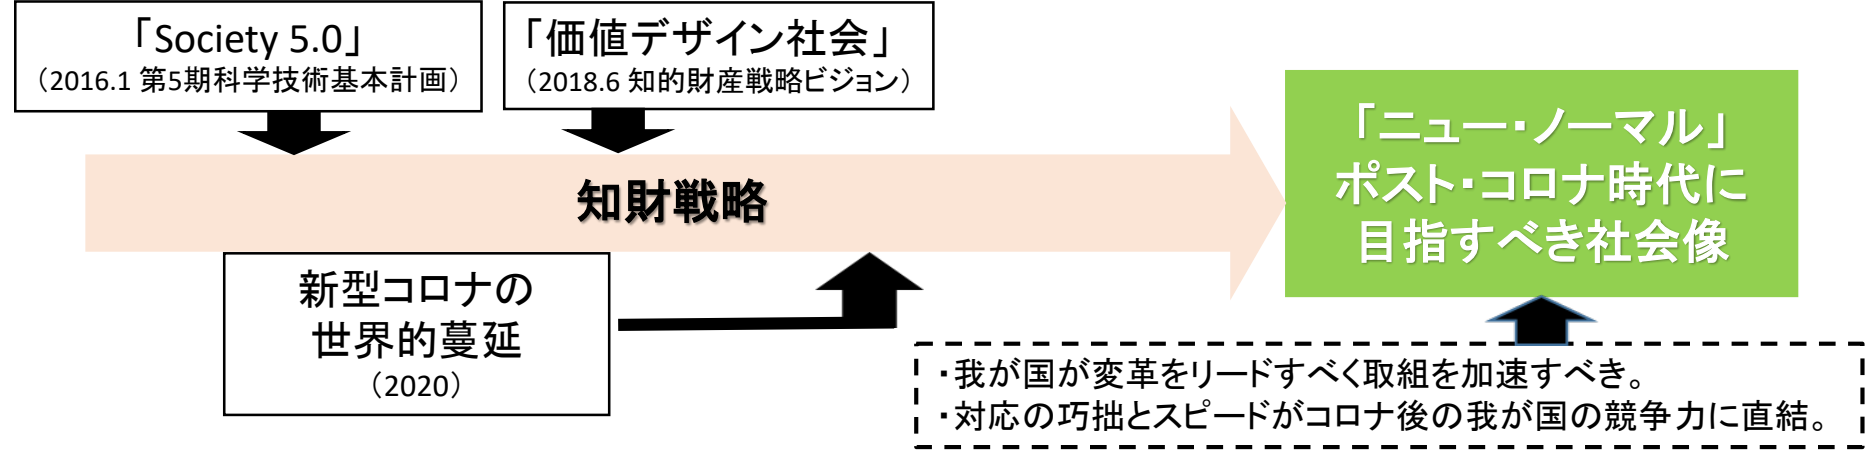 「Society 5.0」
（2016.1 第5期科学技術基本計画）
「価値デザイン社会」
（2018.6 知的財産戦略ビジョン）
知財戦略
「ニュー・ノーマル」
ポスト・コロナ時代に
目指すべき社会像
新型コロナの
世界的蔓延
（2020）
・我が国が変革をリードすべく取組を加速すべき。
・対応の巧拙とスピードがコロナ後の我が国の競争力に直結。